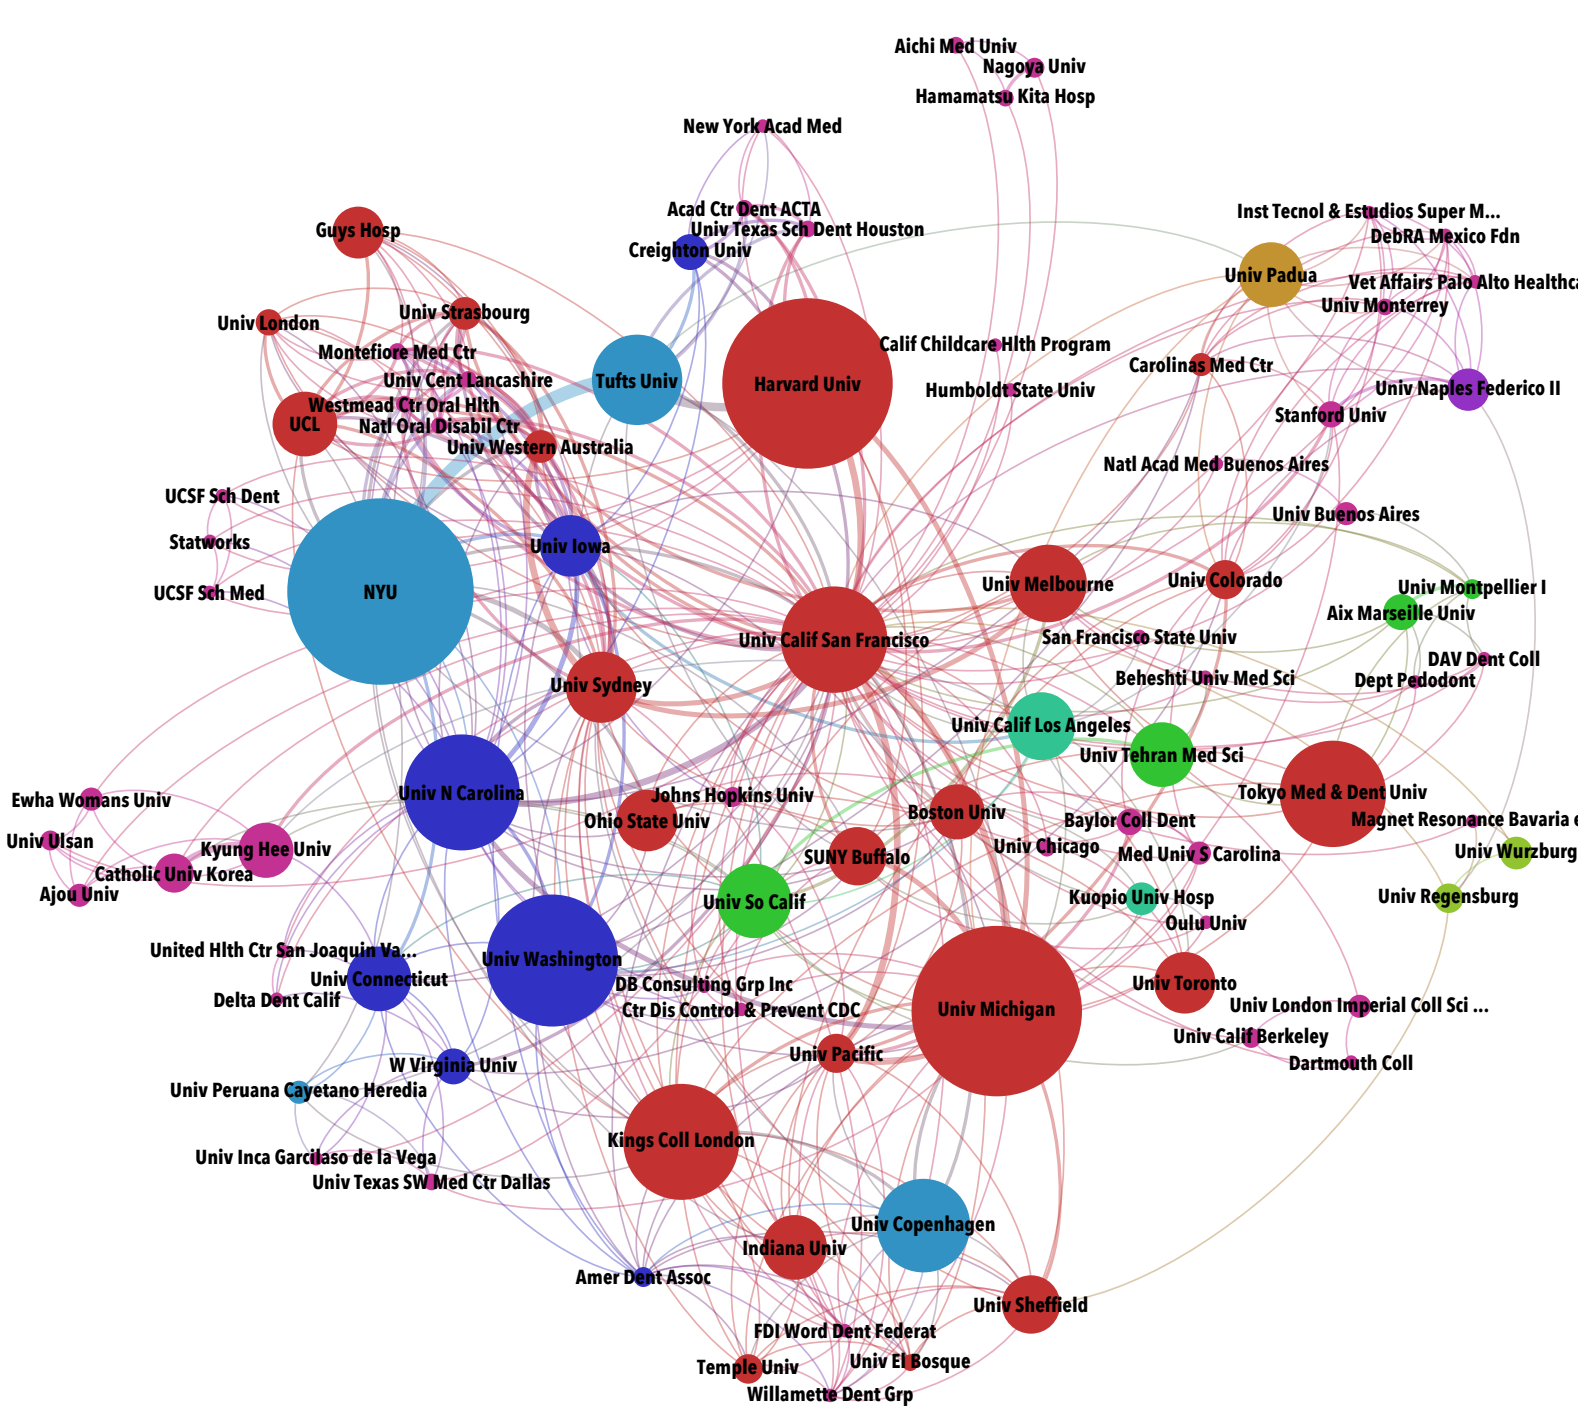 Aichi Med Univ
Nagoya Univ
Hamamatsu Kita Hosp
New York Acad Med
Acad Ctr Dent ACTA
Univ Texas Sch Dent Houston
Creighton Univ
Guys Hosp
Inst Tecnol & Estudios Super M...
DebRA Mexico Fdn
Univ Padua
Vet Affairs Palo Alto Healthca
Univ Monterrey
Univ Strasbourg
Univ London
Montefiore Med Ctr
Calif Childcare Hlth Program
Carolinas Med Ctr
Univ Cent Lancashire
Tufts Univ
Harvard Univ
Humboldt State Univ
Univ Naples Federico II
Westmead Ctr Oral Hlth
Stanford Univ
UCL
Natl Oral Disabil Ctr
Univ Western Australia
Natl Acad Med Buenos Aires
UCSF Sch Dent
Univ Buenos Aires
Statworks
Univ Iowa
Univ Melbourne
Univ Colorado
Univ Montpellier I
UCSF Sch Med
NYU
Aix Marseille Univ
Univ Calif San Francisco
San Francisco State Univ
DAV Dent Coll
Beheshti Univ Med Sci
Dept Pedodont
Univ Sydney
Univ Calif Los Angeles
Univ Tehran Med Sci
Ewha Womans Univ
Univ N Carolina
Johns Hopkins Univ
Tokyo Med & Dent Univ
Univ Ulsan
Ohio State Univ
Boston Univ
Baylor Coll Dent
Magnet Resonance Bavaria e
Kyung Hee Univ
Univ Chicago
Med Univ S Carolina
Univ Wurzburg
SUNY Buffalo
Catholic Univ Korea
Ajou Univ
Univ So Calif
Kuopio Univ Hosp
Univ Regensburg
Oulu Univ
United Hlth Ctr San Joaquin Va...
Univ Washington
Univ Connecticut
DB Consulting Grp Inc
Univ Toronto
Delta Dent Calif
Ctr Dis Control & Prevent CDC
Univ Michigan
Univ London Imperial Coll Sci ...
Univ Calif Berkeley
Univ Pacific
W Virginia Univ
Dartmouth Coll
Univ Peruana Cayetano Heredia
Kings Coll London
Univ Inca Garcilaso de la Vega
Univ Texas SW Med Ctr Dallas
Univ Copenhagen
Indiana Univ
Amer Dent Assoc
Univ Sheffield
FDI Word Dent Federat
Univ El Bosque
Temple Univ
Willamette Dent Grp